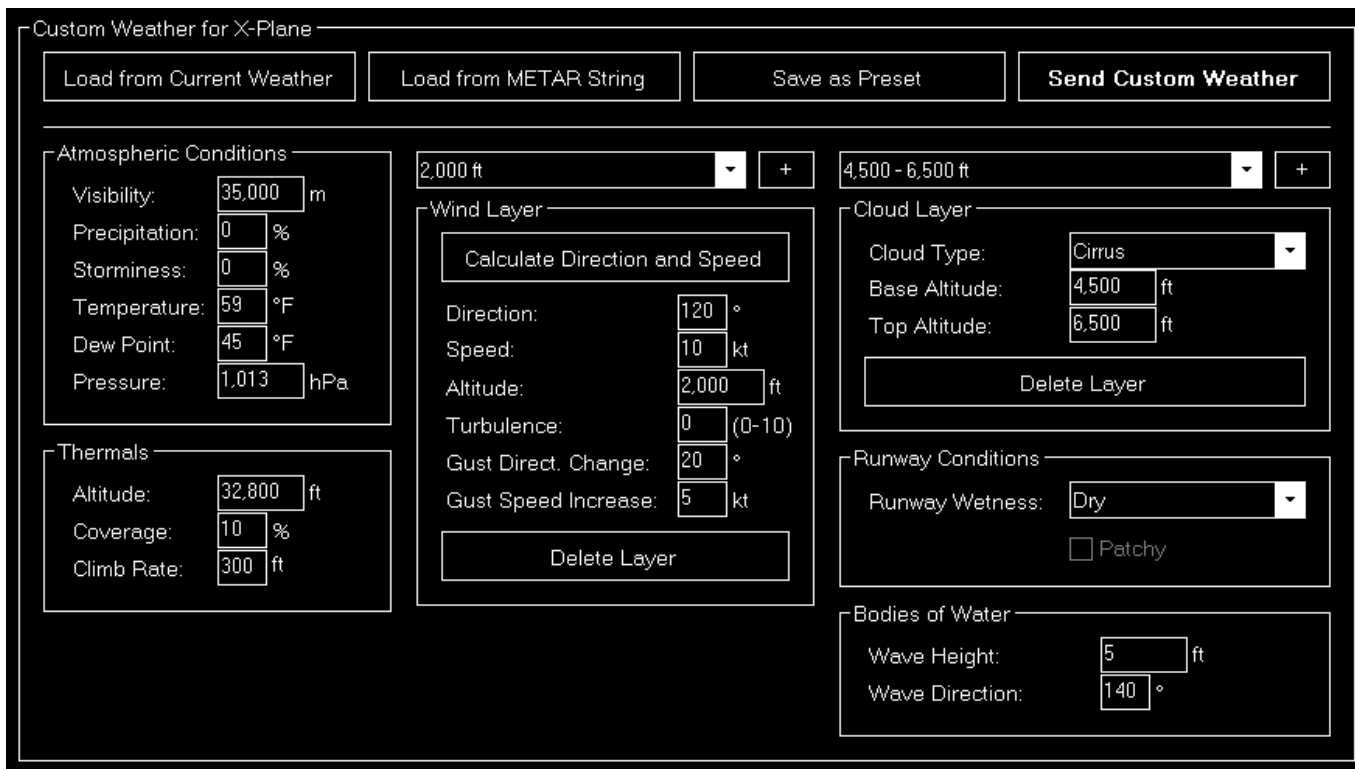 Custom Weather for X-Plane
Load from Current Weather
Load from METAR String
Save as Preset
Send Custom Weather
Atmospheric Conditions
Visibility: 35,000 m
Precipitation: 0 %
Storminess: 0 %
Temperature: 59 °F
Dew Point: 45 °F
Pressure: 1,013 hPa
Thermals
Altitude: 32,800 ft
Coverage: 10 %
Climb Rate: 300 ft
2,000 ft +
Wind Layer
Calculate Direction and Speed
Direction: 120 °
Speed: 10 kt
Altitude: 2,000 ft
Turbulence: 0 (0-10)
Gust Direct. Change: 20 °
Gust Speed Increase: 5 kt
Delete Layer
4,500 - 6,500 ft +
Cloud Layer
Cloud Type: Cirrus
Base Altitude: 4,500 ft
Top Altitude: 6,500 ft
Delete Layer
Runway Conditions
Runway Wetness: Dry
Patchy
Bodies of Water
Wave Height: 5 ft
Wave Direction: 140 °